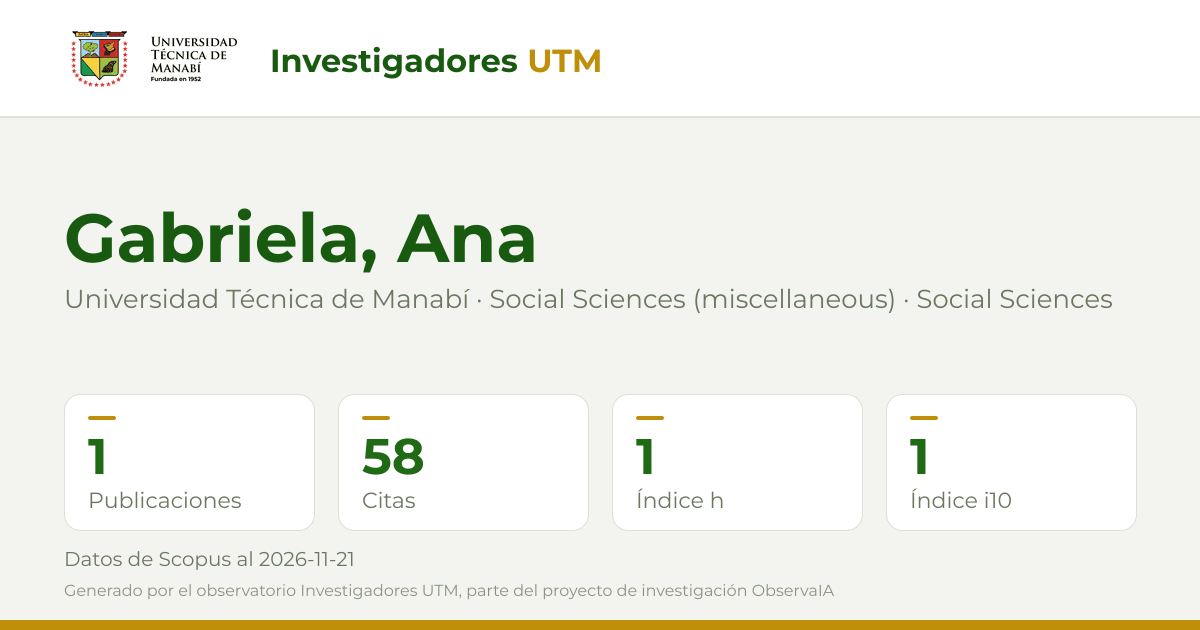 UNIVERSIDAD
TÉCNICA DE
MANABÍ
Fundada en 1952
Investigadores UTM
Gabriela, Ana
Universidad Técnica de Manabí · Social Sciences (miscellaneous) · Social Sciences
1
Publicaciones
58
Citas
1
Índice h
1
Índice i10
Datos de Scopus al 2026-11-21
Generado por el observatorio Investigadores UTM, parte del proyecto de investigación ObservaIA